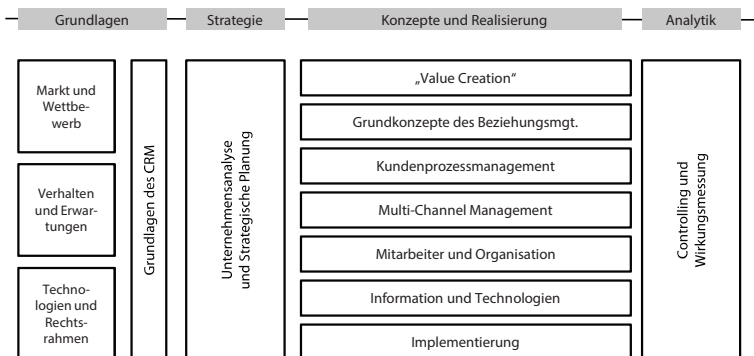 Grundlagen
Strategie
Konzepte und Realisierung
Analytik
Markt und
Wettbe-
werb
Verhalten
und Erwar-
tungen
Techno-
logien und
Rechts-
rahmen
Grundlagen des CRM
Unternehmensanalyse
und Strategische Planung
„Value Creation“
Grundkonzepte des Beziehungsmgt.
Kundenprozessmanagement
Multi-Channel Management
Mitarbeiter und Organisation
Information und Technologien
Implementierung
Controlling und
Wirkungsmessung